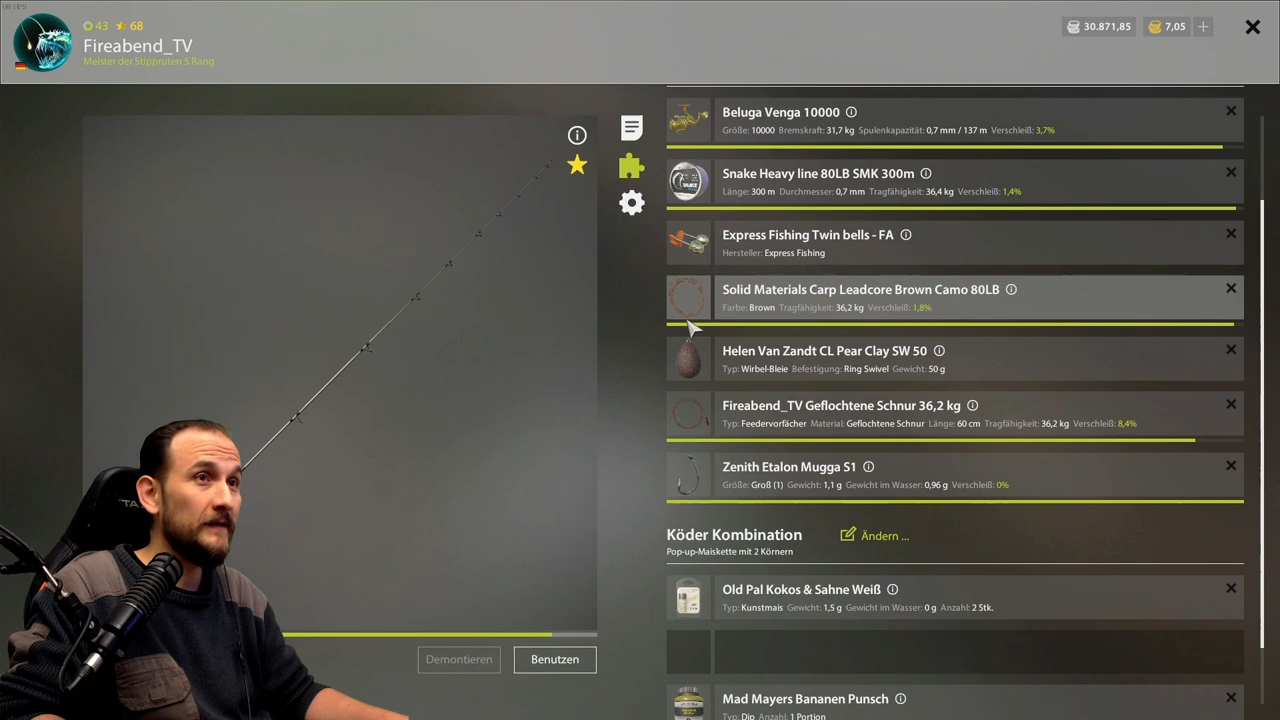 43 68
Fireabend_TV
Meister der Stippruten 5 Rang
30.871,85
7,05
Beluga Venga 10000
Größe: 10000 Bremskraft: 31,7 kg Spulenkapazität: 0,7 mm / 137 m Verschleiß: 3,7%
Snake Heavy line 80LB SMK 300m
Länge: 300 m Durchmesser: 0,7 mm Tragfähigkeit: 36,4 kg Verschleiß: 1,4%
Express Fishing Twin bells - FA
Hersteller: Express Fishing
Solid Materials Carp Leadcore Brown Camo 80LB
Farbe: Brown Tragfähigkeit: 36,2 kg Verschleiß: 1,8%
Helen Van Zandt CL Pear Clay SW 50
Typ: Wirbel-Bleie Befestigung: Ring Swivel Gewicht: 50 g
Fireabend_TV Geflochtene Schnur 36,2 kg
Typ: Feedervorfächer Material: Geflochtene Schnur Länge: 60 cm Tragfähigkeit: 36,2 kg Verschleiß: 8,4%
Zenith Etalon Mugga S1
Größe: Groß (1) Gewicht: 1,1 g Gewicht im Wasser: 0,96 g Verschleiß: 0%
Köder Kombination
Ändern ...
Pop-up-Maiskette mit 2 Körnern
Old Pal Kokos & Sahne Weiß
Typ: Kunstmais Gewicht: 1,5 g Gewicht im Wasser: 0 g Anzahl: 2 Stk.
Demontieren
Benutzen
Mad Mayers Bananen Punsch
Typ: Dip Anzahl: 1 Portion